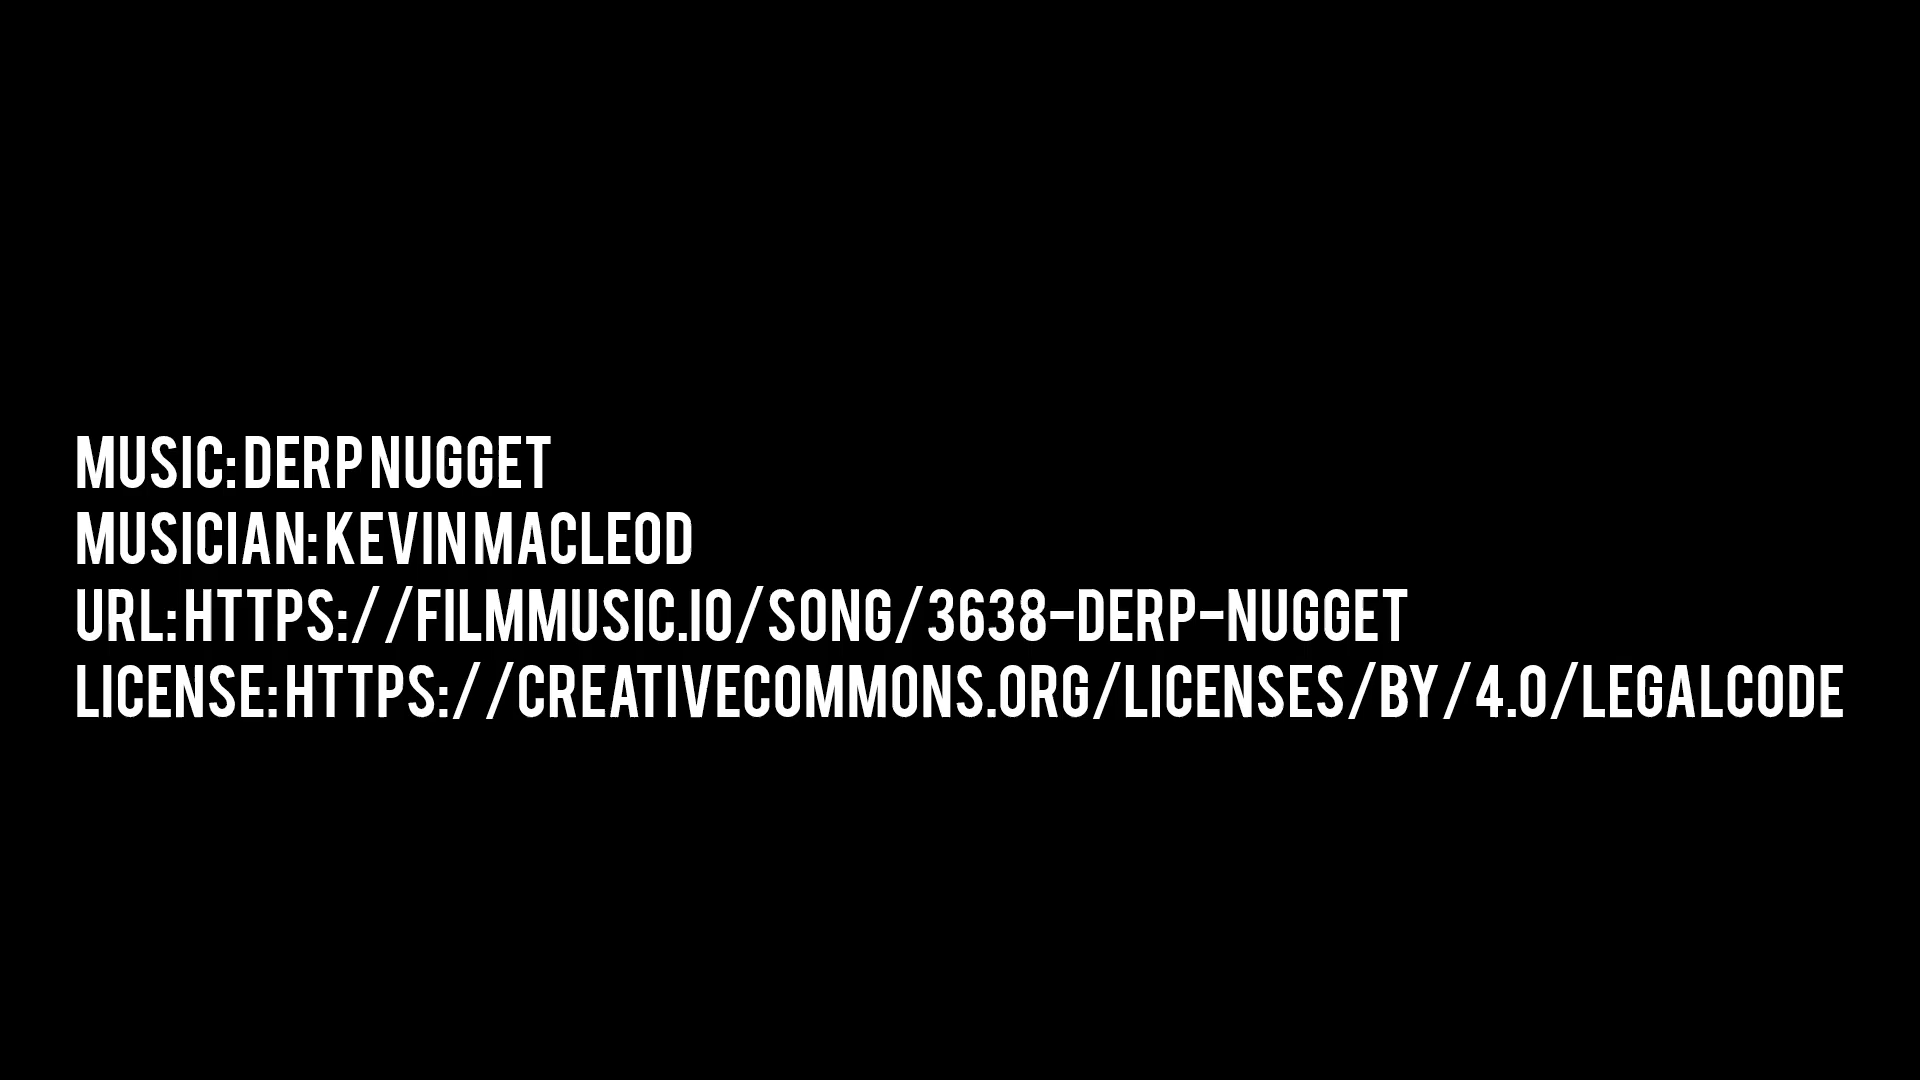 MUSIC: DERP NUGGET
MUSICIAN: KEVIN MACLEOD
URL: HTTPS://FILMMUSIC.IO/SONG/3638-DERP-NUGGET
LICENSE: HTTPS://CREATIVECOMMONS.ORG/LICENSES/BY/4.0/LEGALCODE